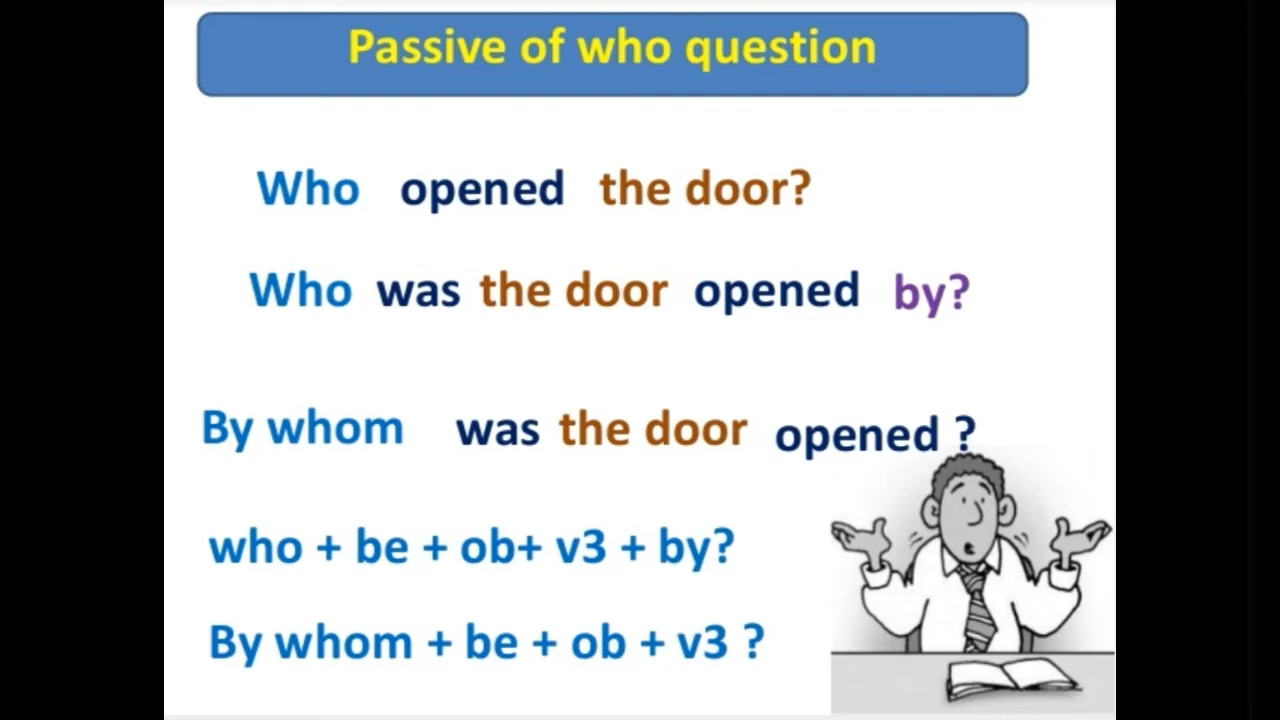 Passive of who question
Who opened the door?
Who was the door opened by?
By whom was the door opened ?
who + be + ob+ v3 + by?
By whom + be + ob + v3 ?